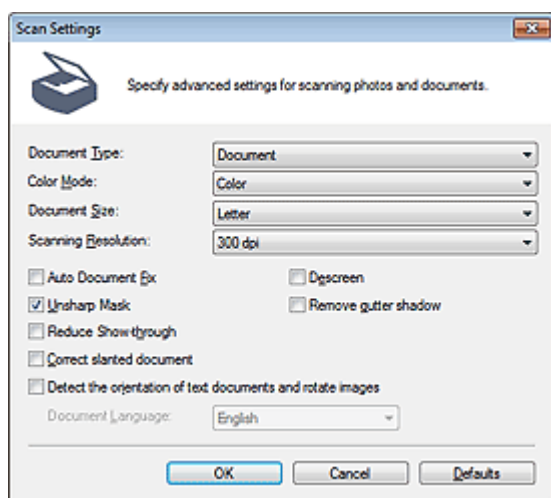 Scan Settings
Specify advanced settings for scanning photos and documents.
Document Type: Document
Color Mode: Color
Document Size: Letter
Scanning Resolution: 300 dpi
Auto Document Fix Descreen
Unsharp Mask Remove gutter shadow
Reduce Show-through
Correct slanted document
Detect the orientation of text documents and rotate images
Document Language: English
OK Cancel Defaults